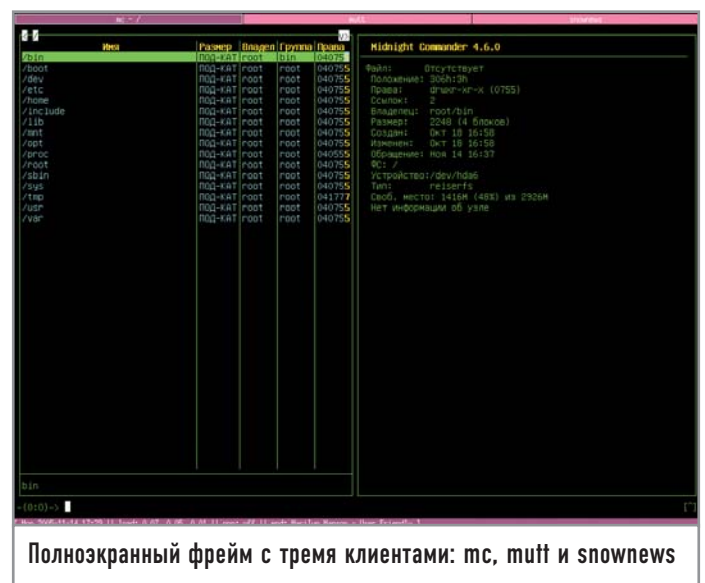 mc - /
mutt
snownews
Имя Размер Владел Группа Права
/bin ПОД-КАТ root bin 04075
/boot ПОД-КАТ root root 040755
/dev ПОД-КАТ root root 040755
/etc ПОД-КАТ root root 040755
/home ПОД-КАТ root root 040755
/include ПОД-КАТ root root 040755
/lib ПОД-КАТ root root 040755
/mnt ПОД-КАТ root root 040755
/opt ПОД-КАТ root root 040755
/proc ПОД-КАТ root root 040555
/root ПОД-КАТ root root 040755
/sbin ПОД-КАТ root root 040755
/sys ПОД-КАТ root root 040755
/tmp ПОД-КАТ root root 041777
/usr ПОД-КАТ root root 040755
/var ПОД-КАТ root root 040755
bin
Midnight Commander 4.6.0
Файл: Отсутствует
Положение: 306h:3h
Права: drwxr-xr-x (0755)
Ссылок: 2
Владелец: root/bin
Размер: 2248 (4 блоков)
Создан: Окт 18 16:58
Изменен: Окт 18 16:58
Обращение: Ноя 14 16:37
ФС: /
Устройство:/dev/hda6
Тип: reiserfs
Своб. место: 1416M (48%) из 2926M
Нет информации об узле
-(0:0)->
[^]
Полноэкранный фрейм с тремя клиентами: mc, mutt и snownews